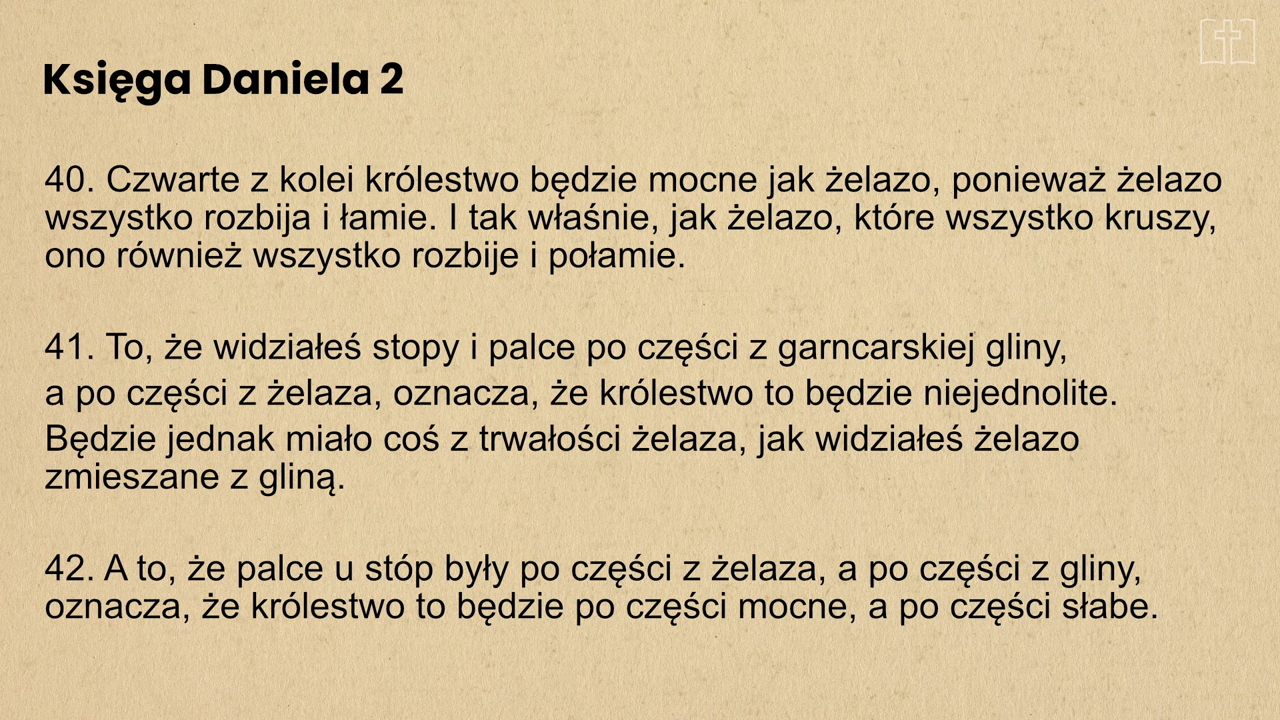 Księga Daniela 2
40. Czwarte z kolei królestwo będzie mocne jak żelazo, ponieważ żelazo
wszystko rozbija i łamie. I tak właśnie, jak żelazo, które wszystko kruszy,
ono również wszystko rozbije i połamie.
41. To, że widziałeś stopy i palce po części z garncarskiej gliny,
a po części z żelaza, oznacza, że królestwo to będzie niejednolite.
Będzie jednak miało coś z trwałości żelaza, jak widziałeś żelazo
zmieszane z gliną.
42. A to, że palce u stóp były po części z żelaza, a po części z gliny,
oznacza, że królestwo to będzie po części mocne, a po części słabe.